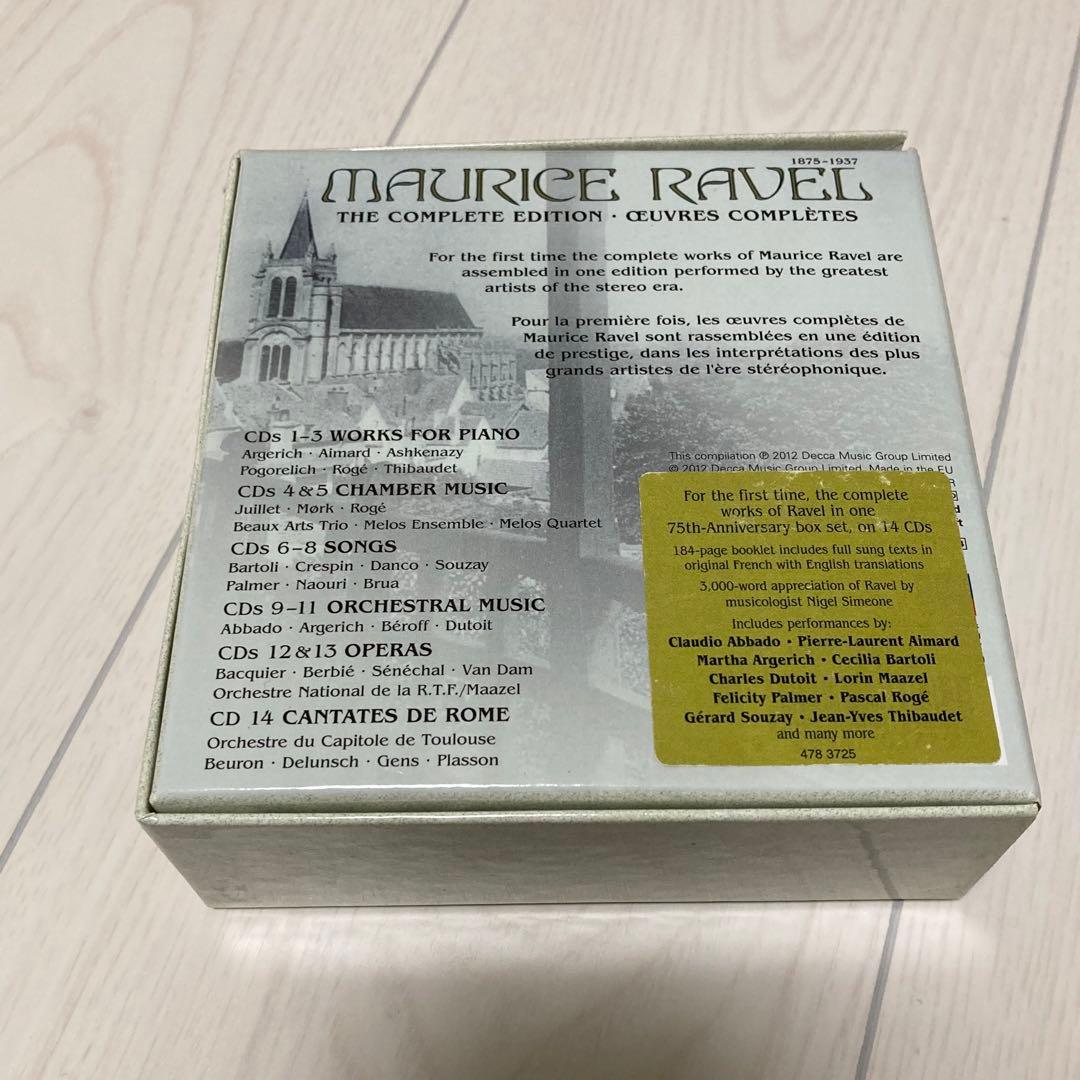 1875–1937
MAURICE RAVEL
THE COMPLETE EDITION · ŒUVRES COMPLÈTES
For the first time the complete works of Maurice Ravel are
assembled in one edition performed by the greatest
artists of the stereo era.
Pour la première fois, les œuvres complètes de
Maurice Ravel sont rassemblées en une édition
de prestige, dans les interprétations des plus
grands artistes de l'ère stéréophonique.
CDs 1–3 WORKS FOR PIANO
Argerich · Aimard · Ashkenazy
Pogorelich · Rogé · Thibaudet
CDs 4 & 5 CHAMBER MUSIC
Juillet · Mørk · Rogé
Beaux Arts Trio · Melos Ensemble · Melos Quartet
CDs 6–8 SONGS
Bartoli · Crespin · Danco · Souzay
Palmer · Naouri · Brua
CDs 9–11 ORCHESTRAL MUSIC
Abbado · Argerich · Béroff · Dutoit
CDs 12 & 13 OPERAS
Bacquier · Berbié · Sénéchal · Van Dam
Orchestre National de la R.T.F./Maazel
CD 14 CANTATES DE ROME
Orchestre du Capitole de Toulouse
Beuron · Delunsch · Gens · Plasson
This compilation ℗ 2012 Decca Music Group Limited
© 2012 Decca Music Group Limited. Made in the EU
For the first time, the complete
works of Ravel in one
75th-Anniversary box set, on 14 CDs
184-page booklet includes full sung texts in
original French with English translations
3,000-word appreciation of Ravel by
musicologist Nigel Simeone
Includes performances by:
Claudio Abbado · Pierre-Laurent Aimard
Martha Argerich · Cecilia Bartoli
Charles Dutoit · Lorin Maazel
Felicity Palmer · Pascal Rogé
Gérard Souzay · Jean-Yves Thibaudet
and many more
478 3725